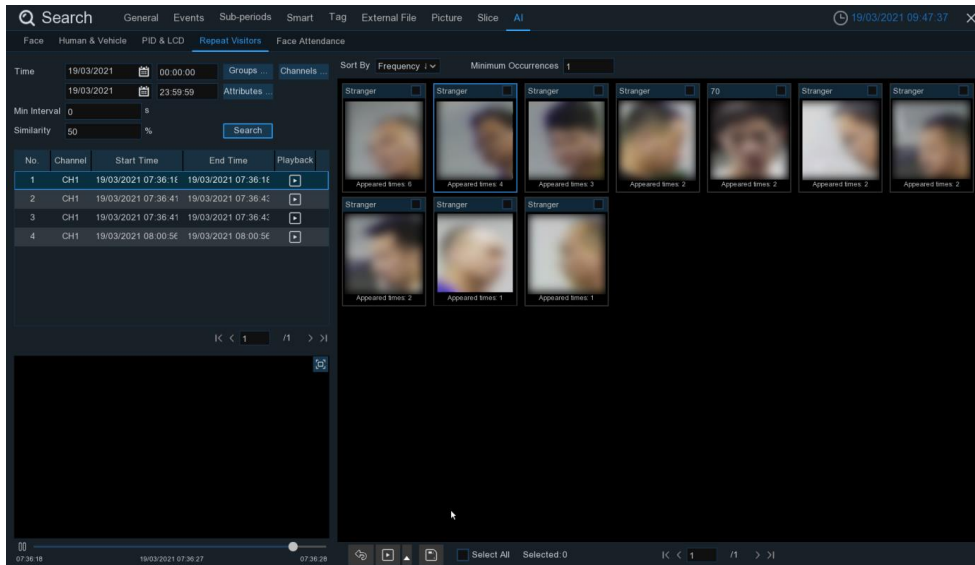 Search General Events Sub-periods Smart Tag External File Picture Slice AI 19/03/2021 09:47:37
Face Human & Vehicle PID & LCD Repeat Visitors Face Attendance
Time 19/03/2021 00:00:00 Groups ... Channels ...
19/03/2021 23:59:59 Attributes ...
Min Interval 0 s
Similarity 50 % Search
No. Channel Start Time End Time Playback
1 CH1 19/03/2021 07:36:18 19/03/2021 07:36:18
2 CH1 19/03/2021 07:36:41 19/03/2021 07:36:43
3 CH1 19/03/2021 07:36:41 19/03/2021 07:36:43
4 CH1 19/03/2021 08:00:56 19/03/2021 08:00:56
1 /1
07:36:18 19/03/2021 07:36:27 07:36:28
Sort By Frequency ↓ Minimum Occurrences 1
Stranger Stranger Stranger Stranger 70 Stranger Stranger
Appeared times: 6 Appeared times: 4 Appeared times: 3 Appeared times: 2 Appeared times: 2 Appeared times: 2 Appeared times: 2
Stranger Stranger Stranger
Appeared times: 2 Appeared times: 1 Appeared times: 1
Select All Selected:0 1 /1